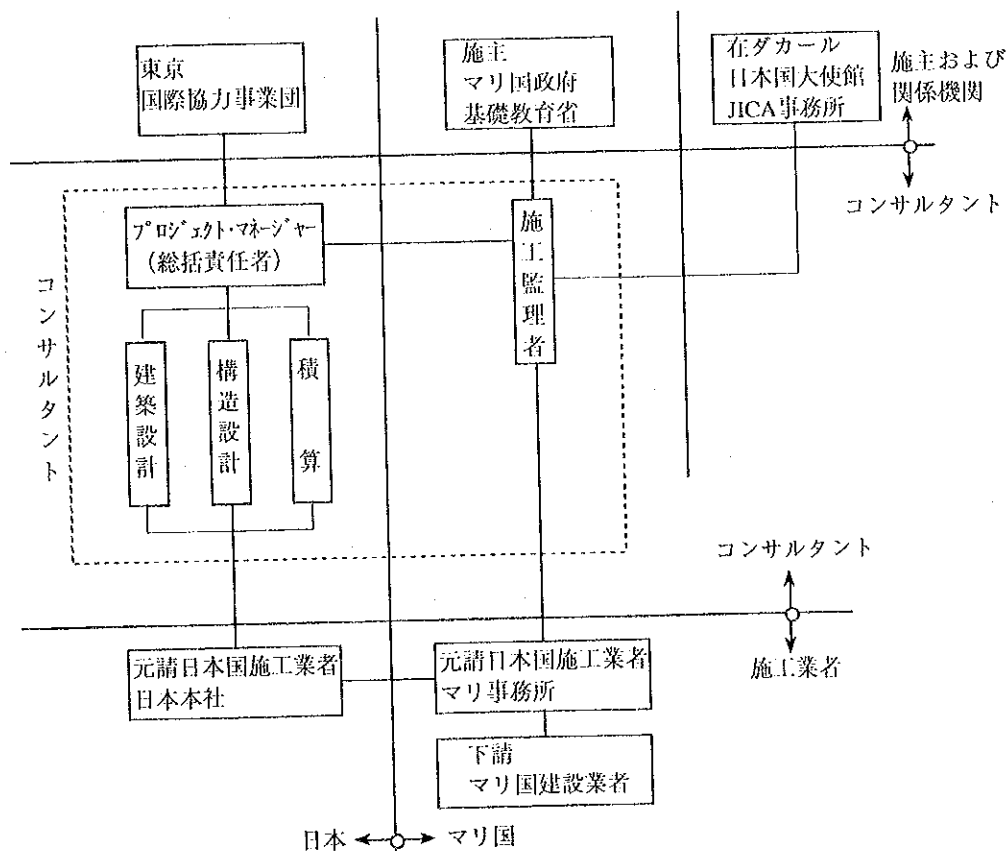 東京
国際協力事業団
施主
マリ国政府
基礎教育省
在ダカール
日本国大使館
JICA事務所
施主および
関係機関
コンサルタント
プロジェクト・マネージャー
(総括責任者)
施工監理者
コンサルタント
建築設計
構造設計
積算
コンサルタント
施工業者
元請日本国施工業者
日本本社
元請日本国施工業者
マリ事務所
下請
マリ国建設業者
日本
マリ国